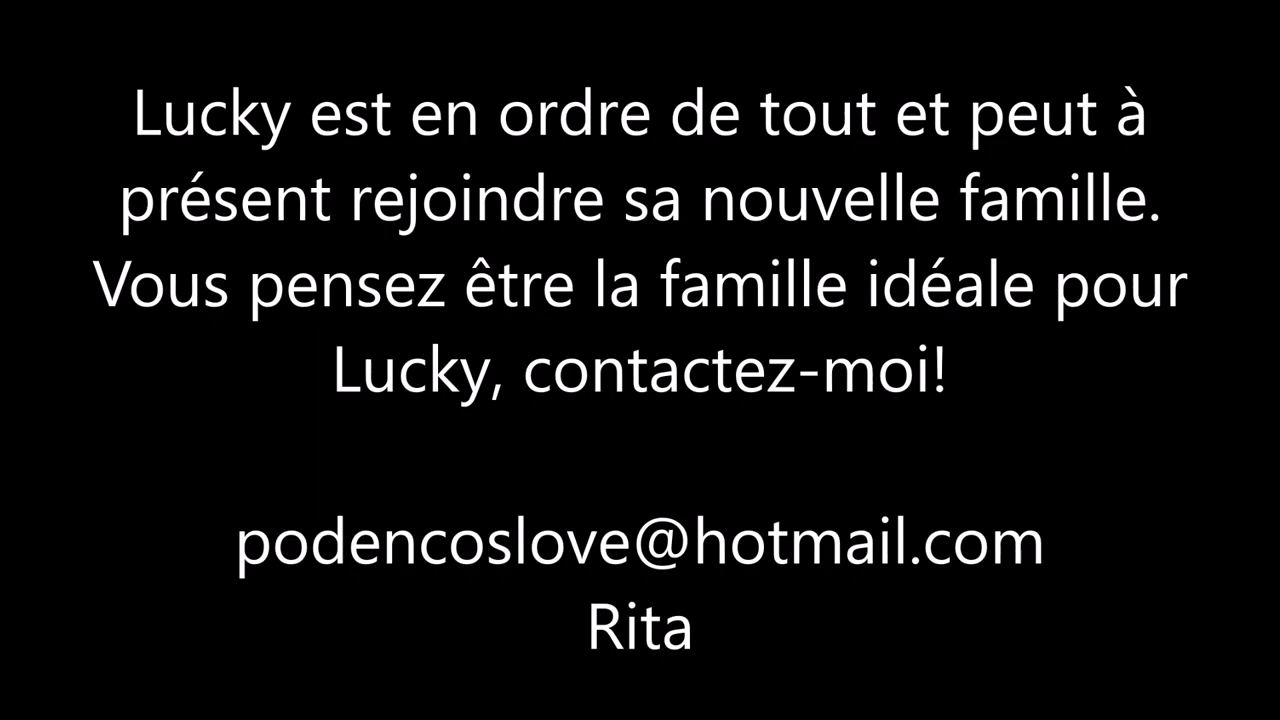 Lucky est en ordre de tout et peut à
présent rejoindre sa nouvelle famille.
Vous pensez être la famille idéale pour
Lucky, contactez-moi!
podencoslove@hotmail.com
Rita